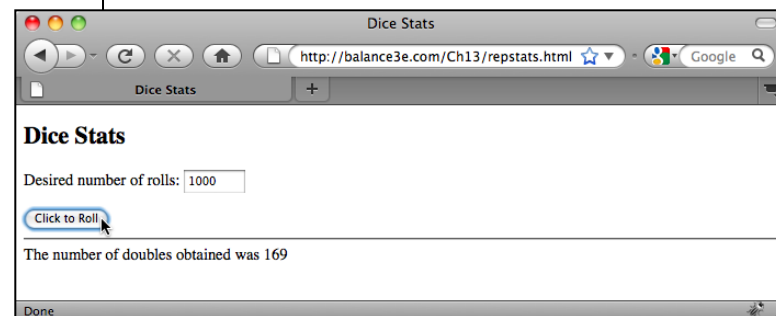 Dice Stats
http://balance3e.com/Ch13/repstats.html
Google
Dice Stats
+
Dice Stats
Desired number of rolls: 1000
Click to Roll
The number of doubles obtained was 169
Done